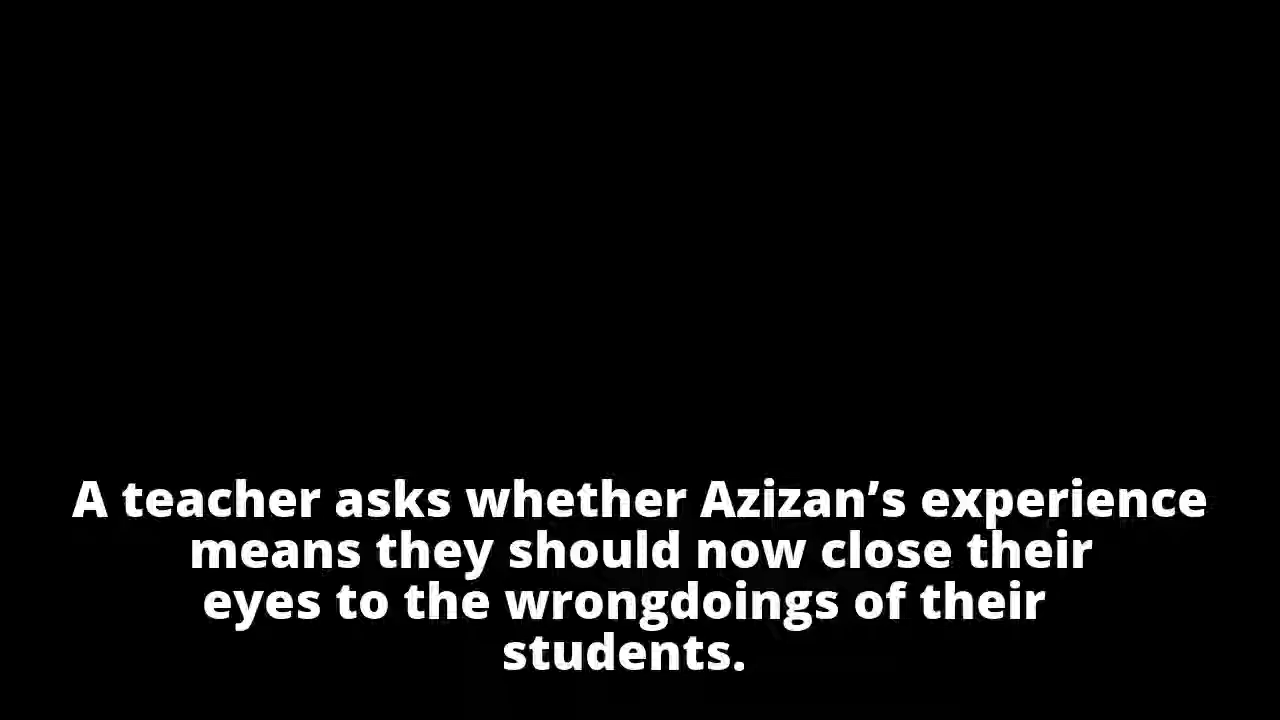 A teacher asks whether Azizan’s experience
means they should now close their
eyes to the wrongdoings of their
students.